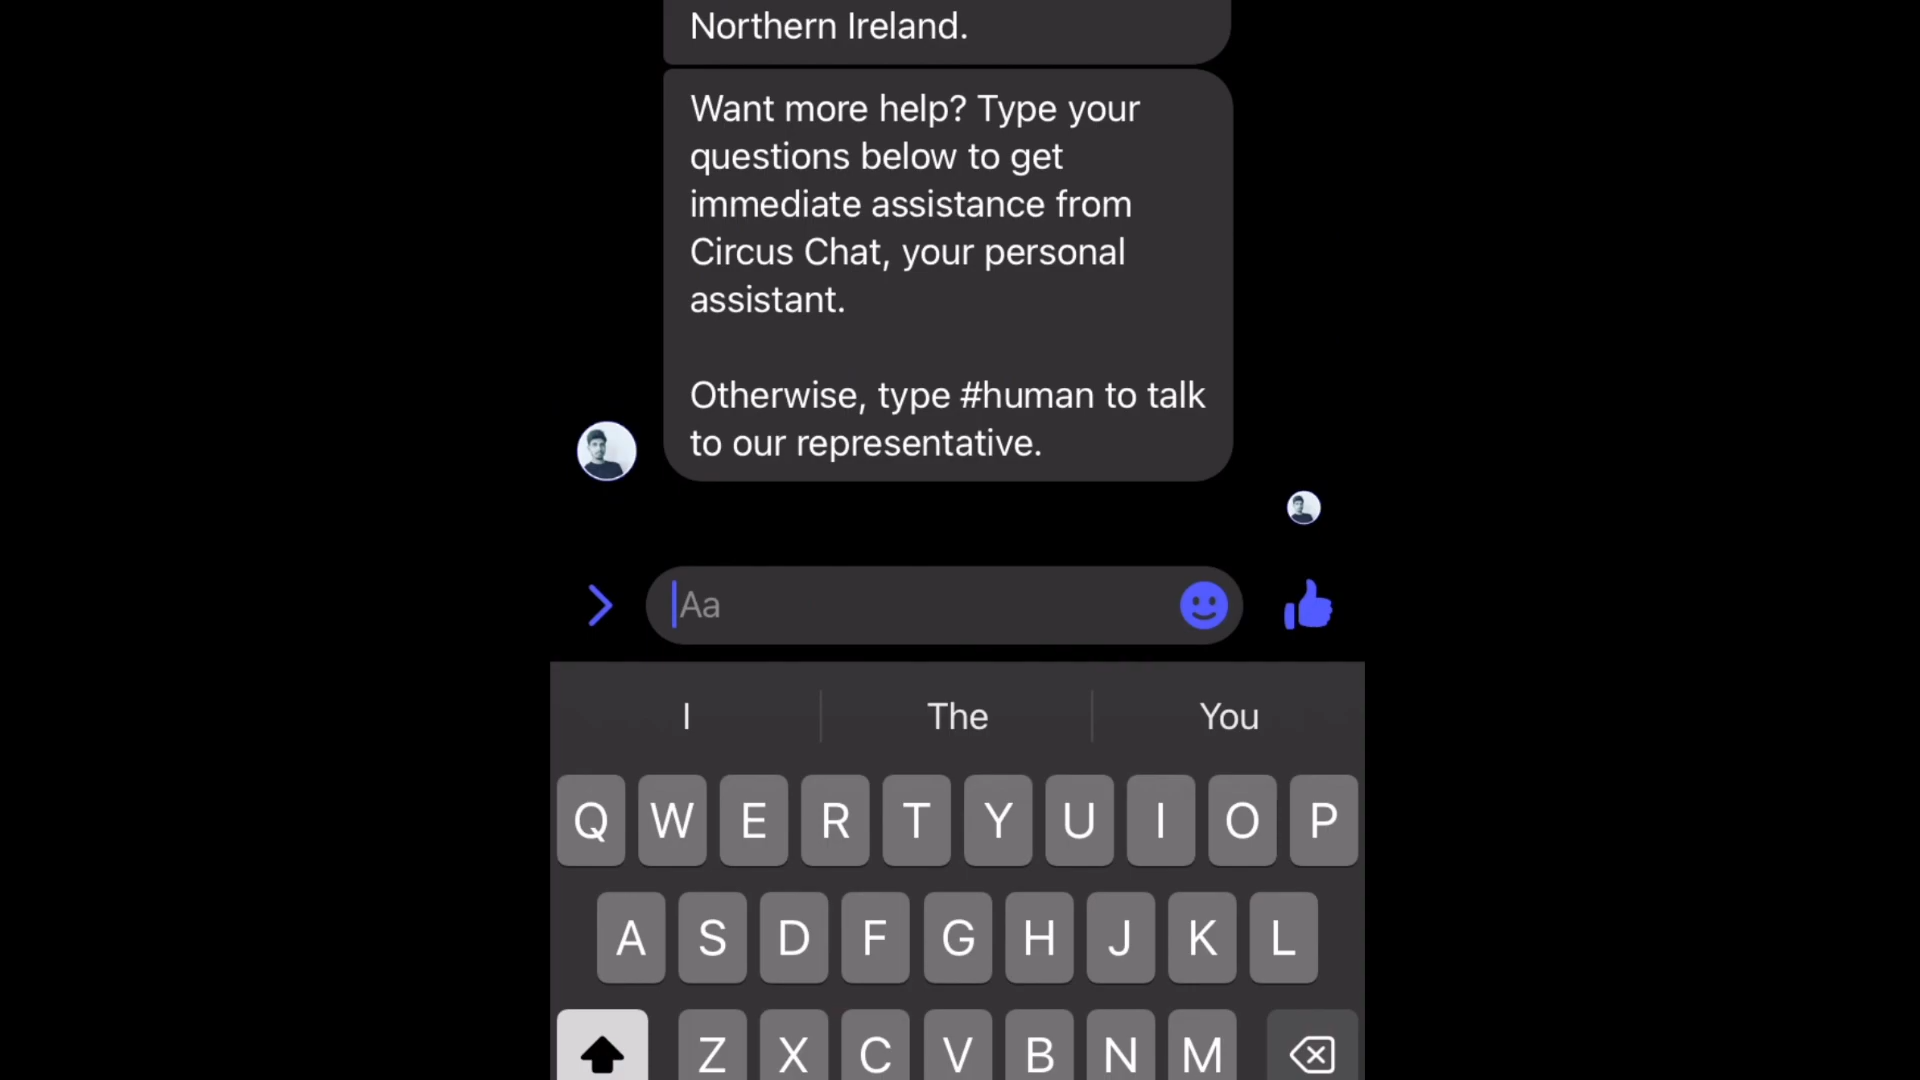 Northern Ireland.
Want more help? Type your
questions below to get
immediate assistance from
Circus Chat, your personal
assistant.
Otherwise, type #human to talk
to our representative.
Aa
I The You
Q W E R T Y U I O P
A S D F G H J K L
Z X C V B N M